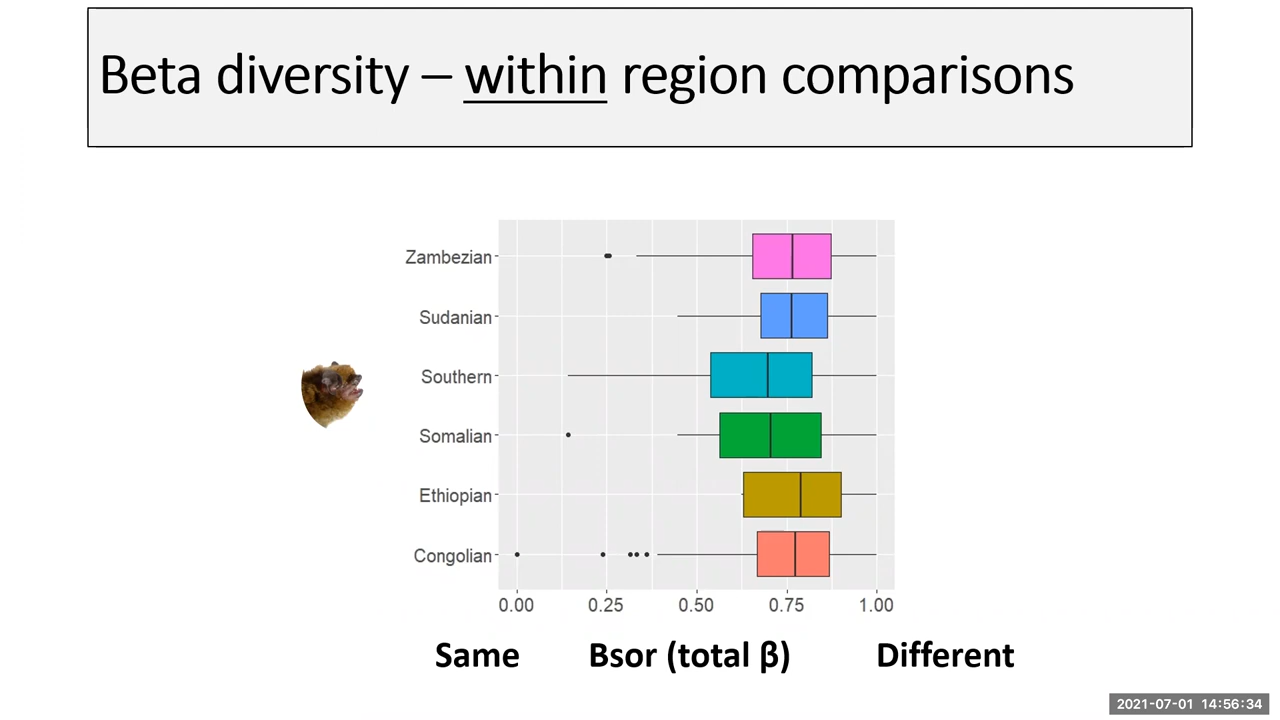 Beta diversity – within region comparisons
Zambezian
Sudanian
Southern
Somalian
Ethiopian
Congolian
0.00 0.25 0.50 0.75 1.00
Same Bsor (total β) Different
2021-07-01 14:56:34